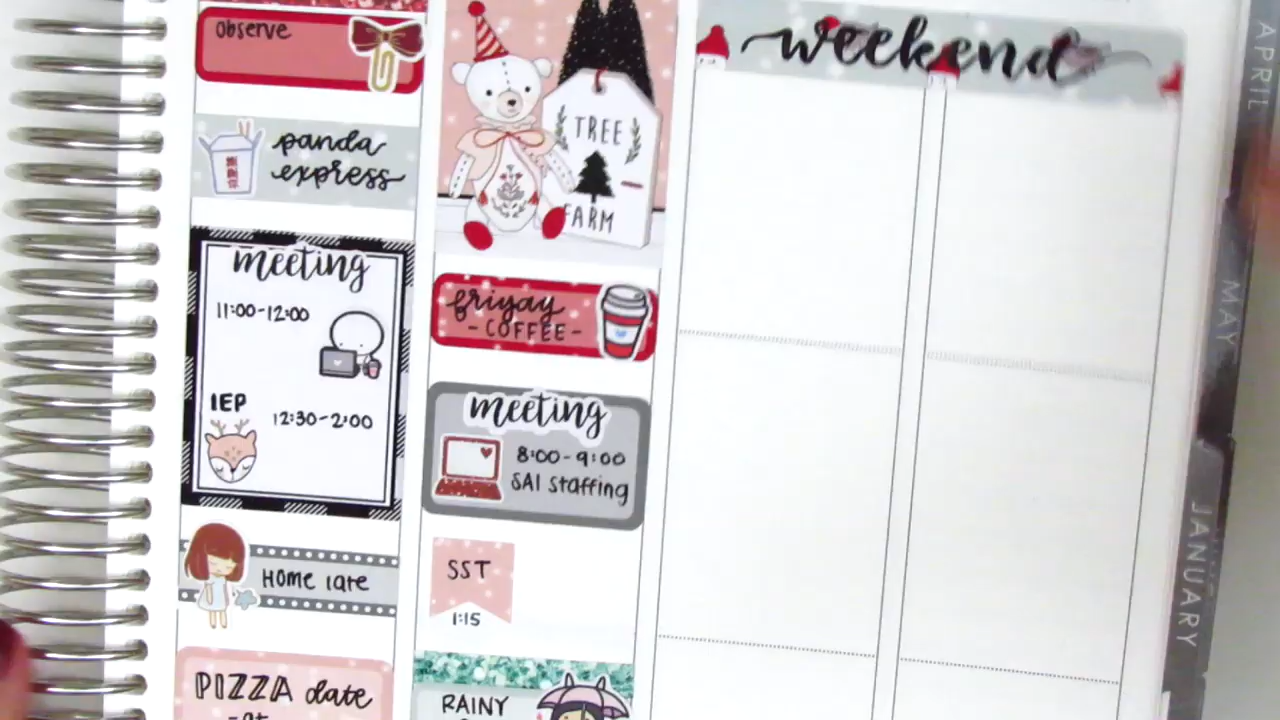 observe
panda
express
meeting
11:00-12:00
IEP
12:30-2:00
HOME late
PIZZA date
-at
TREE
FARM
friyay
-COFFEE-
meeting
8:00-9:00
SAI staffing
SST
1:15
RAINY
weekend
APRIL
MAY
JANUARY